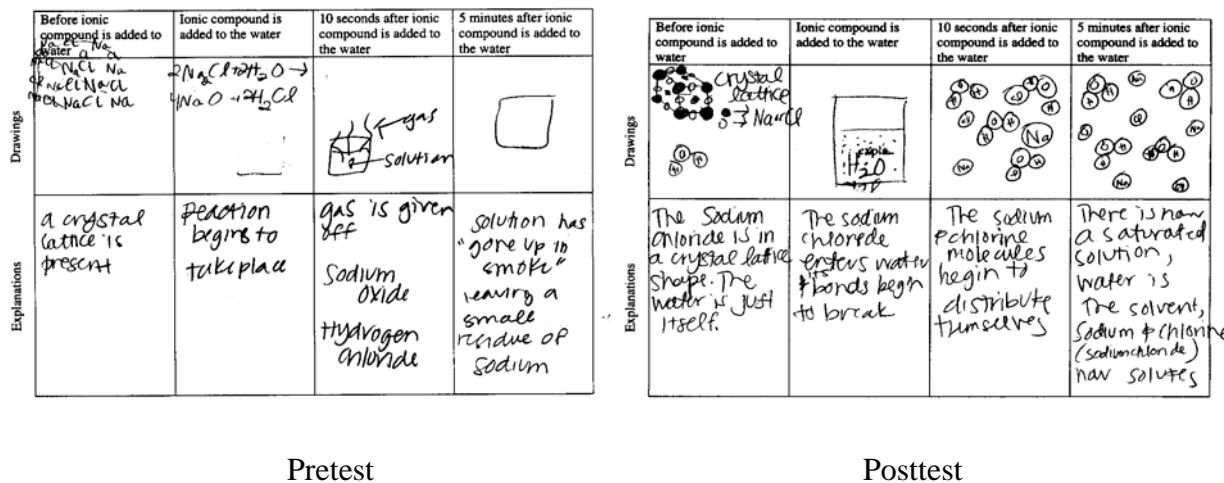 Before ionic
compound is added to
water
Ionic compound is
added to the water
10 seconds after ionic
compound is added to
the water
5 minutes after ionic
compound is added to
the water
Drawings
NaCl Na
NaCl NaCl
NaCl Na
gas
solution
Explanations
a crystal
lattice is
present
Reaction
begins to
take place
gas is given
off
Sodium
oxide
Hydrogen
chloride
solution has
"gone up in
smoke"
leaving a
small
residue of
sodium
Pretest
Before ionic
compound is added to
water
Ionic compound is
added to the water
10 seconds after ionic
compound is added to
the water
5 minutes after ionic
compound is added to
the water
Drawings
crystal
lattice
H2O
Na
Explanations
The Sodium
chloride is in
a crystal lattice
shape. The
water is just
itself.
The sodium
chloride
enters water
its
bonds begin
to break
The sodium
& chlorine
molecules
begin to
distribute
themselves
There is now
a saturated
solution,
water is
the solvent,
sodium & chlorine
(sodium chloride)
now solutes
Posttest